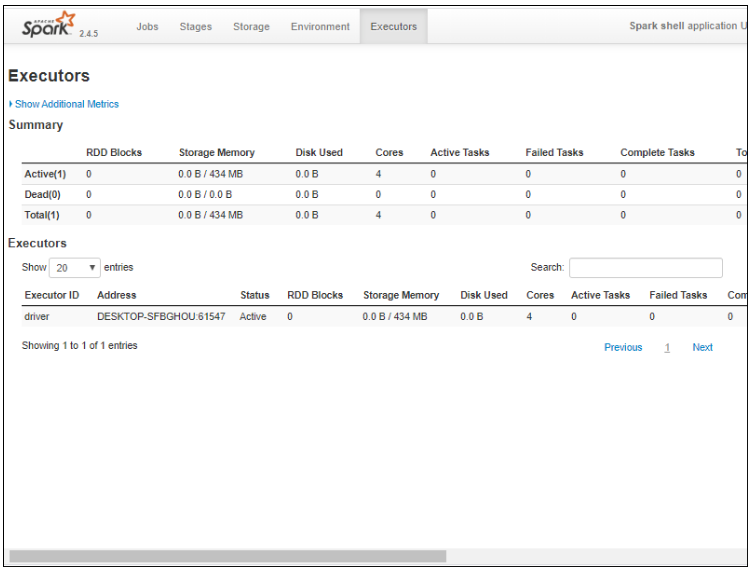 APACHE Spark 2.4.5 Jobs Stages Storage Environment Executors Spark shell application U
Executors
Show Additional Metrics
Summary
RDD Blocks Storage Memory Disk Used Cores Active Tasks Failed Tasks Complete Tasks To
Active(1) 0 0.0 B / 434 MB 0.0 B 4 0 0 0 0
Dead(0) 0 0.0 B / 0.0 B 0.0 B 0 0 0 0 0
Total(1) 0 0.0 B / 434 MB 0.0 B 4 0 0 0 0
Executors
Show 20 entries Search:
Executor ID Address Status RDD Blocks Storage Memory Disk Used Cores Active Tasks Failed Tasks Com
driver DESKTOP-SFBGHOU:61547 Active 0 0.0 B / 434 MB 0.0 B 4 0 0 0
Showing 1 to 1 of 1 entries Previous 1 Next